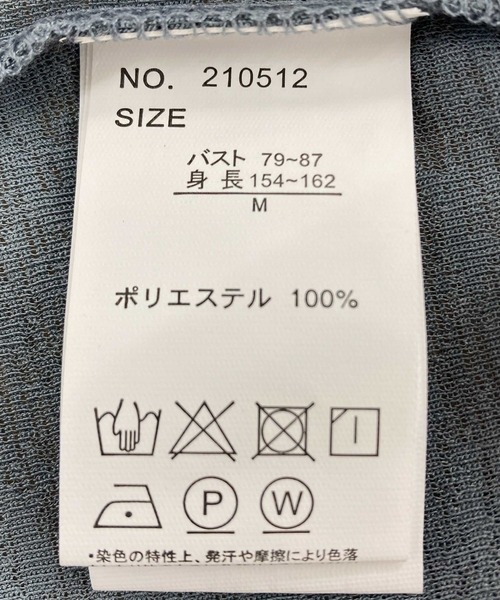 NO. 210512
SIZE
バスト 79~87
身長 154~162
M
ポリエステル 100%
P W
・染色の特性上、発汗や摩擦により色落